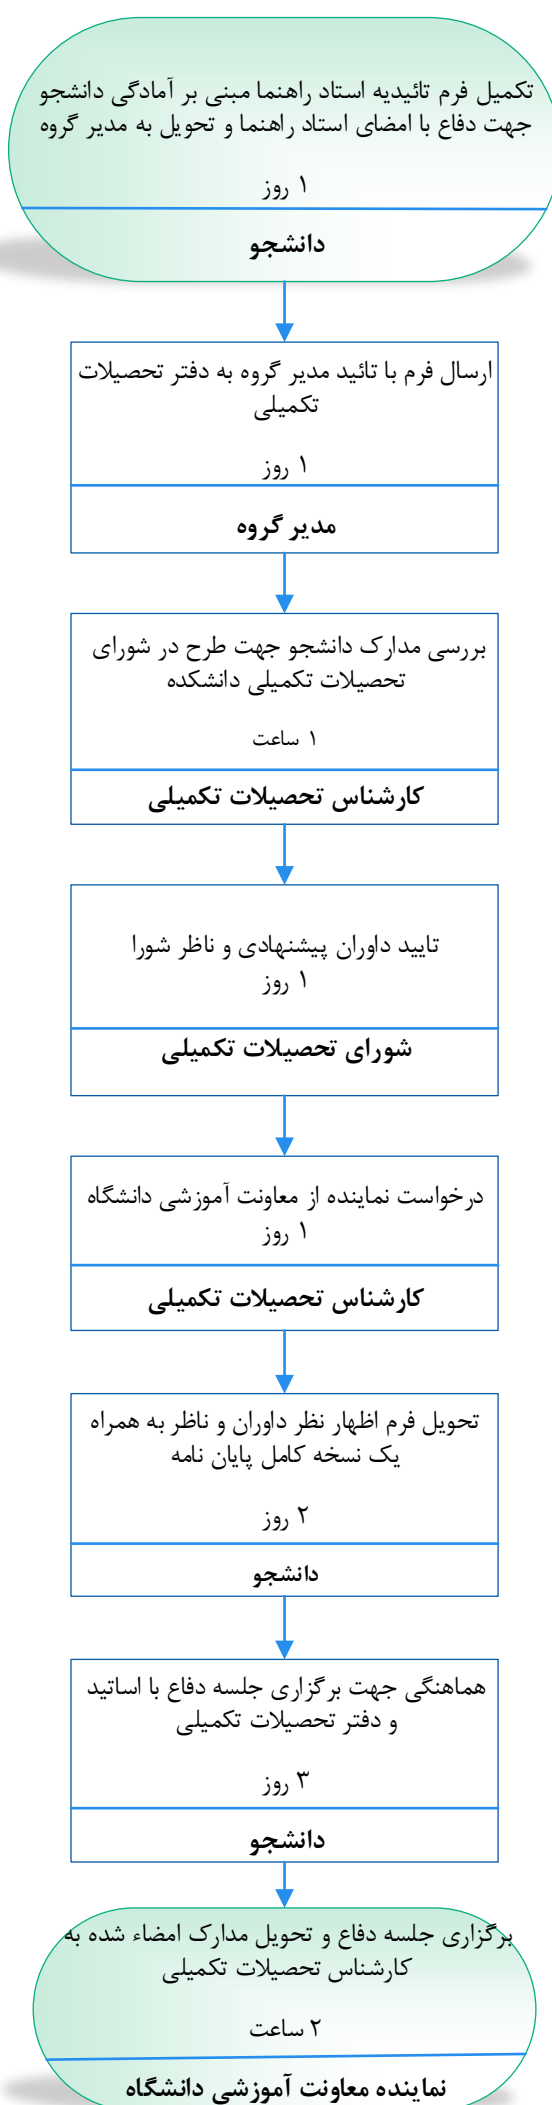 تکمیل فرم تائیدیه استاد راهنما مبنی بر آمادگی دانشجو
جهت دفاع با امضای استاد راهنما و تحویل به مدیر گروه
۱ روز
دانشجو
ارسال فرم با تائید مدیر گروه به دفتر تحصیلات
تکمیلی
۱ روز
مدیر گروه
بررسی مدارک دانشجو جهت طرح در شورای
تحصیلات تکمیلی دانشکده
۱ ساعت
کارشناس تحصیلات تکمیلی
تایید داوران پیشنهادی و ناظر شورا
۱ روز
شورای تحصیلات تکمیلی
درخواست نماینده از معاونت آموزشی دانشگاه
۱ روز
کارشناس تحصیلات تکمیلی
تحویل فرم اظهار نظر داوران و ناظر به همراه
یک نسخه کامل پایان نامه
۲ روز
دانشجو
هماهنگی جهت برگزاری جلسه دفاع با اساتید
و دفتر تحصیلات تکمیلی
۳ روز
دانشجو
برگزاری جلسه دفاع و تحویل مدارک امضاء شده به
کارشناس تحصیلات تکمیلی
۲ ساعت
نماینده معاونت آموزشی دانشگاه